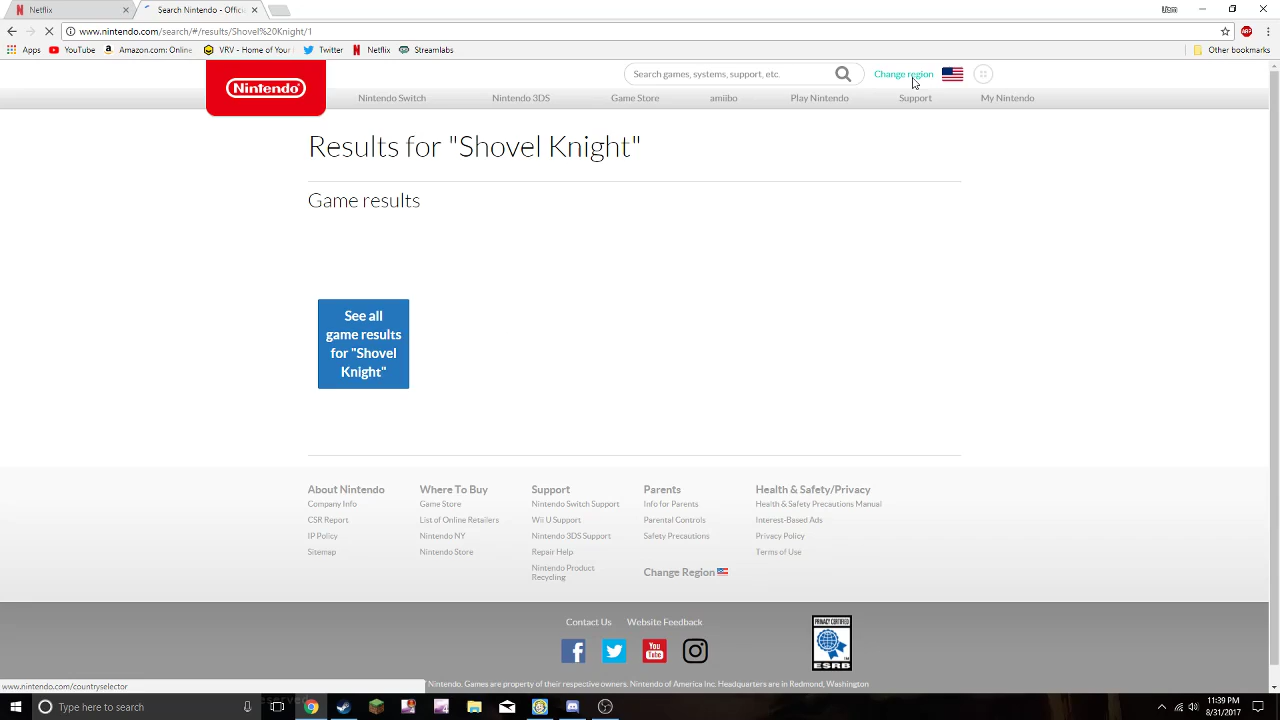 Netflix
Search Nintendo - Official
www.nintendo.com/search/#/results/Shovel%20Knight/1
Apps
YouTube
Amazon.com: Online
VRV - Home of Your
Twitter
Netflix
Streamlabs
Other bookmarks
Nintendo
Search games, systems, support, etc.
Change region
Nintendo Switch
Nintendo 3DS
Game Store
amiibo
Play Nintendo
Support
My Nintendo
Results for "Shovel Knight"
Game results
See all
game results
for "Shovel
Knight"
About Nintendo
Company Info
CSR Report
IP Policy
Sitemap
Where To Buy
Game Store
List of Online Retailers
Nintendo NY
Nintendo Store
Support
Nintendo Switch Support
Wii U Support
Nintendo 3DS Support
Repair Help
Nintendo Product
Recycling
Parents
Info for Parents
Parental Controls
Safety Precautions
Change Region
Health & Safety/Privacy
Health & Safety Precautions Manual
Interest-Based Ads
Privacy Policy
Terms of Use
Contact Us
Website Feedback
You
Tube
PRIVACY CERTIFIED
ESRB
www.nintendo.com/countryselector
Nintendo. Games are property of their respective owners. Nintendo of America Inc. Headquarters are in Redmond, Washington
Type here to search
11:39 PM
8/31/2017